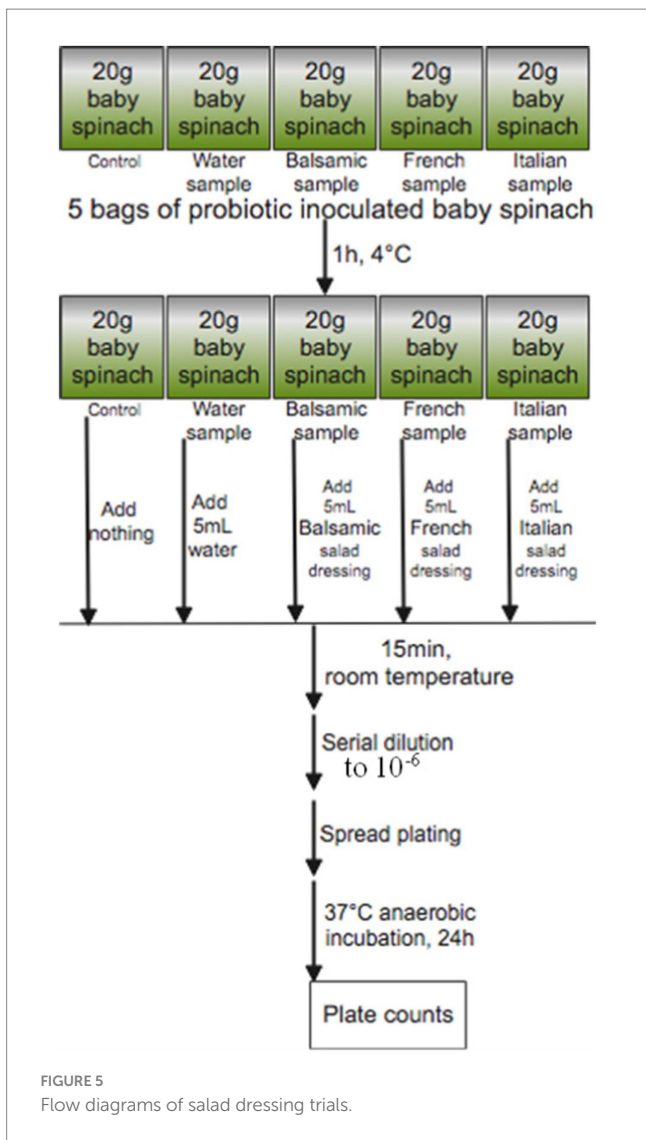 20g baby spinach
20g baby spinach
20g baby spinach
20g baby spinach
20g baby spinach
Control
Water sample
Balsamic sample
French sample
Italian sample
5 bags of probiotic inoculated baby spinach
1h, 4°C
20g baby spinach
20g baby spinach
20g baby spinach
20g baby spinach
20g baby spinach
Control
Water sample
Balsamic sample
French sample
Italian sample
Add nothing
Add 5mL water
Add 5mL Balsamic salad dressing
Add 5mL French salad dressing
Add 5mL Italian salad dressing
15min,
room temperature
Serial dilution
to 10⁻⁶
Spread plating
37°C anaerobic
incubation, 24h
Plate counts
FIGURE 5
Flow diagrams of salad dressing trials.